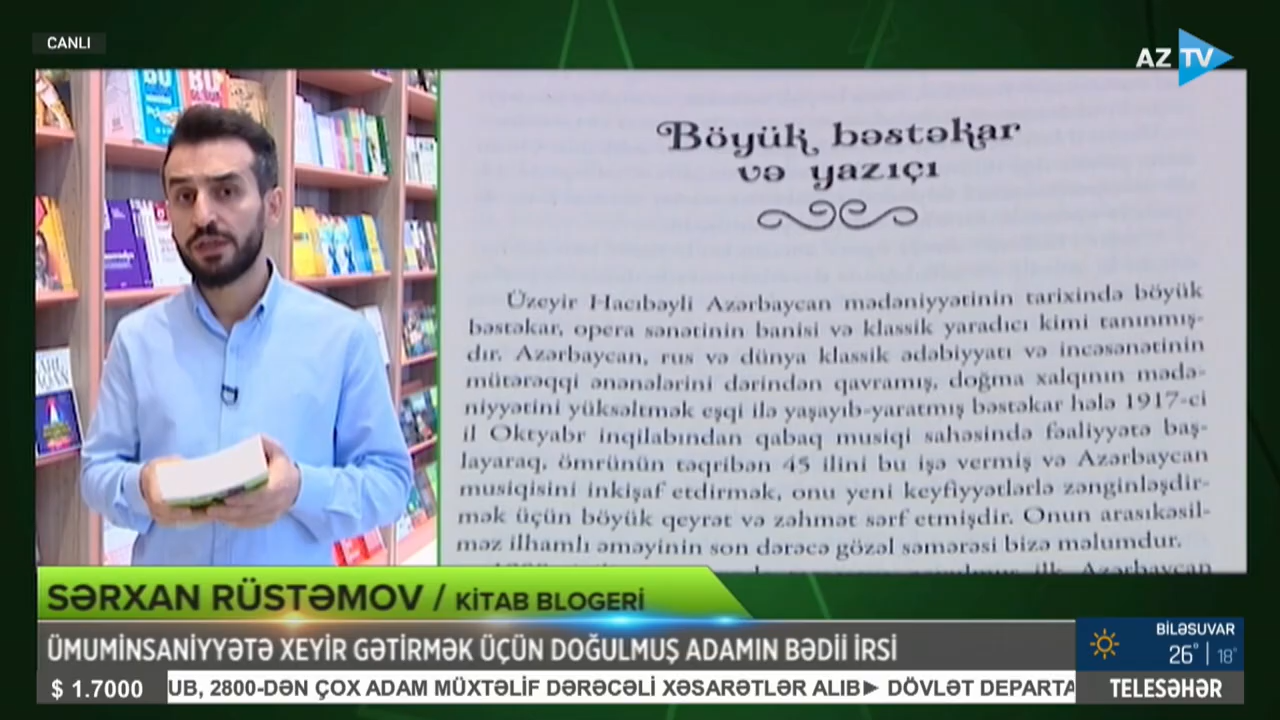 CANLI
AZTV
Böyük bəstəkar
və yazıçı
Üzeyir Hacıbəyli Azərbaycan mədəniyyətinin tarixində böyük
bəstəkar, opera sənətinin banisi və klassik yaradıcı kimi tanınmış-
dır. Azərbaycan, rus və dünya klassik ədəbiyyatı və incəsənətinin
mütərəqqi ənənələrini dərindən qavramış, doğma xalqının mədə-
niyyətini yüksəltmək eşqi ilə yaşayıb-yaratmış bəstəkar hələ 1917-ci
il Oktyabr inqilabından qabaq musiqi sahəsində fəaliyyətə baş-
layaraq, ömrünün təqribən 45 ilini bu işə vermiş və Azərbaycan
musiqisini inkişaf etdirmək, onu yeni keyfiyyətlərlə zənginləşdir-
mək üçün böyük qeyrət və zəhmət sərf etmişdir. Onun arasıkəsil-
məz ilhamlı əməyinin son dərəcə gözəl səmərəsi bizə məlumdur.
ilk Azərbaycan
SƏRXAN RÜSTƏMOV / KİTAB BLOGERİ
ÜMUMİNSANİYYƏTƏ XEYİR GƏTİRMƏK ÜÇÜN DOĞULMUŞ ADAMIN BƏDİİ İRSİ
BİLƏSUVAR
26° | 18°
$ 1.7000
UB, 2800-DƏN ÇOX ADAM MÜXTƏLİF DƏRƏCƏLİ XƏSARƏTLƏR ALIB► DÖVLƏT DEPARTA
TELESƏHƏR